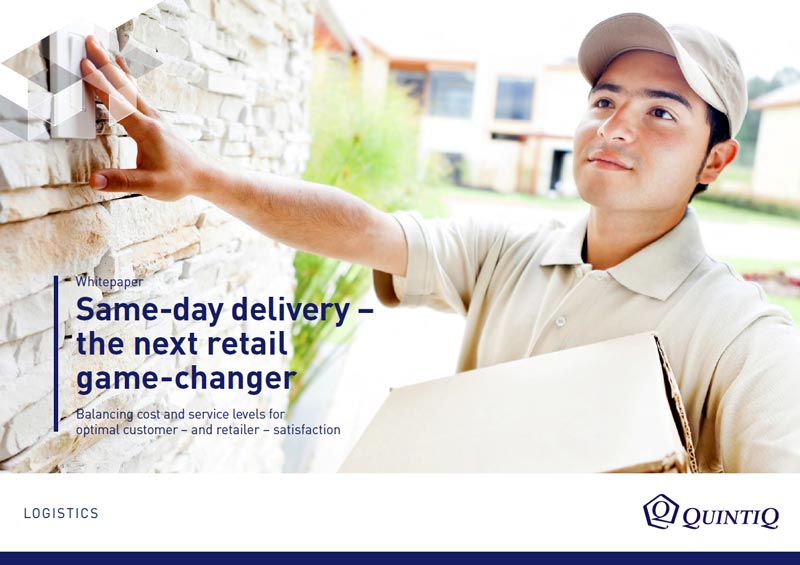 Whitepaper
Same-day delivery –
the next retail
game-changer
Balancing cost and service levels for
optimal customer – and retailer – satisfaction
LOGISTICS
QUINTIQ